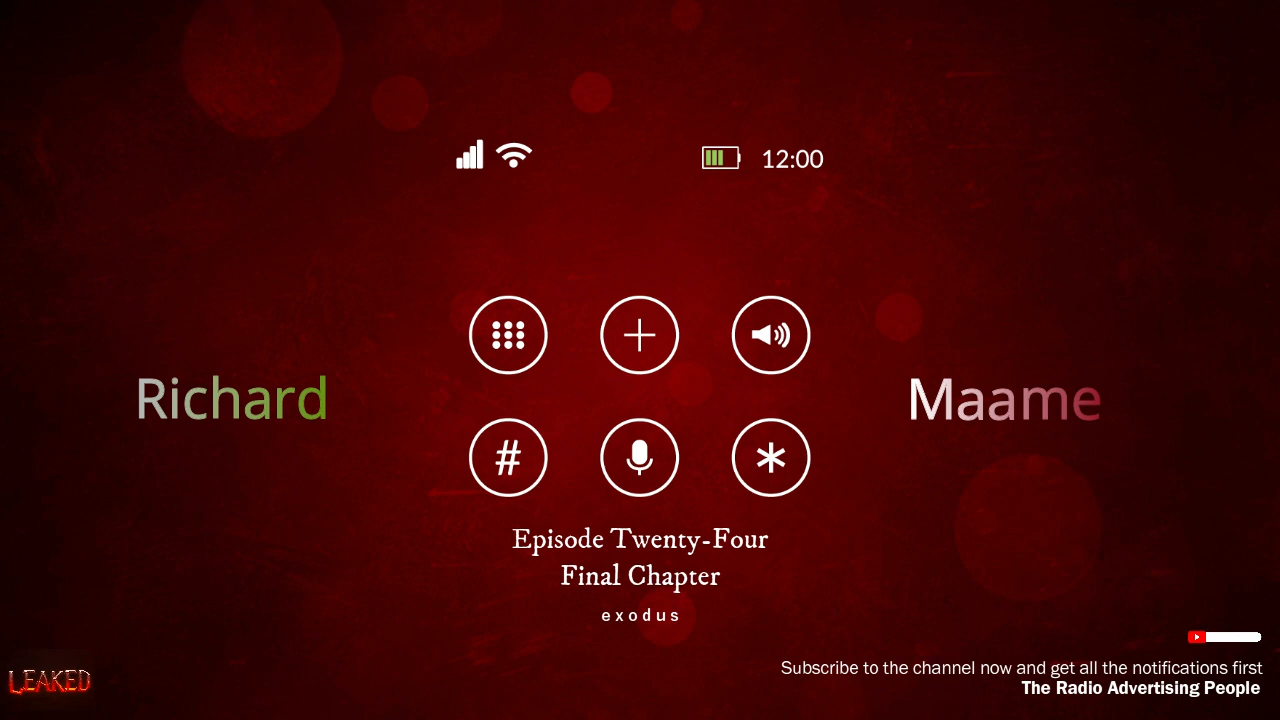 12:00
Richard
Maame
#
*
Episode Twenty-Four
Final Chapter
exodus
Subscribe to the channel now and get all the notifications first
The Radio Advertising People
LEAKED